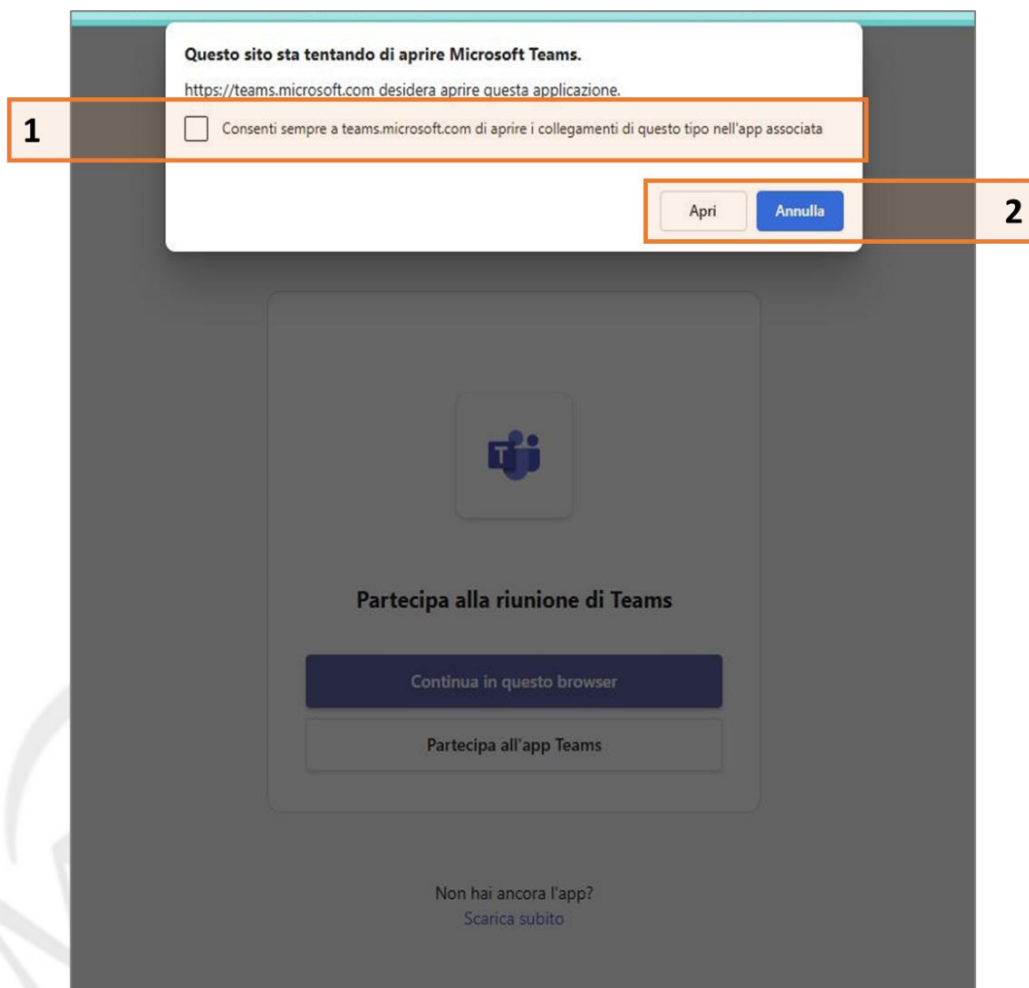 Questo sito sta tentando di aprire Microsoft Teams.
https://teams.microsoft.com desidera aprire questa applicazione.
1
Consenti sempre a teams.microsoft.com di aprire i collegamenti di questo tipo nell'app associata
Apri
Annulla
2
T
Partecipa alla riunione di Teams
Continua in questo browser
Partecipa all'app Teams
Non hai ancora l'app?
Scarica subito